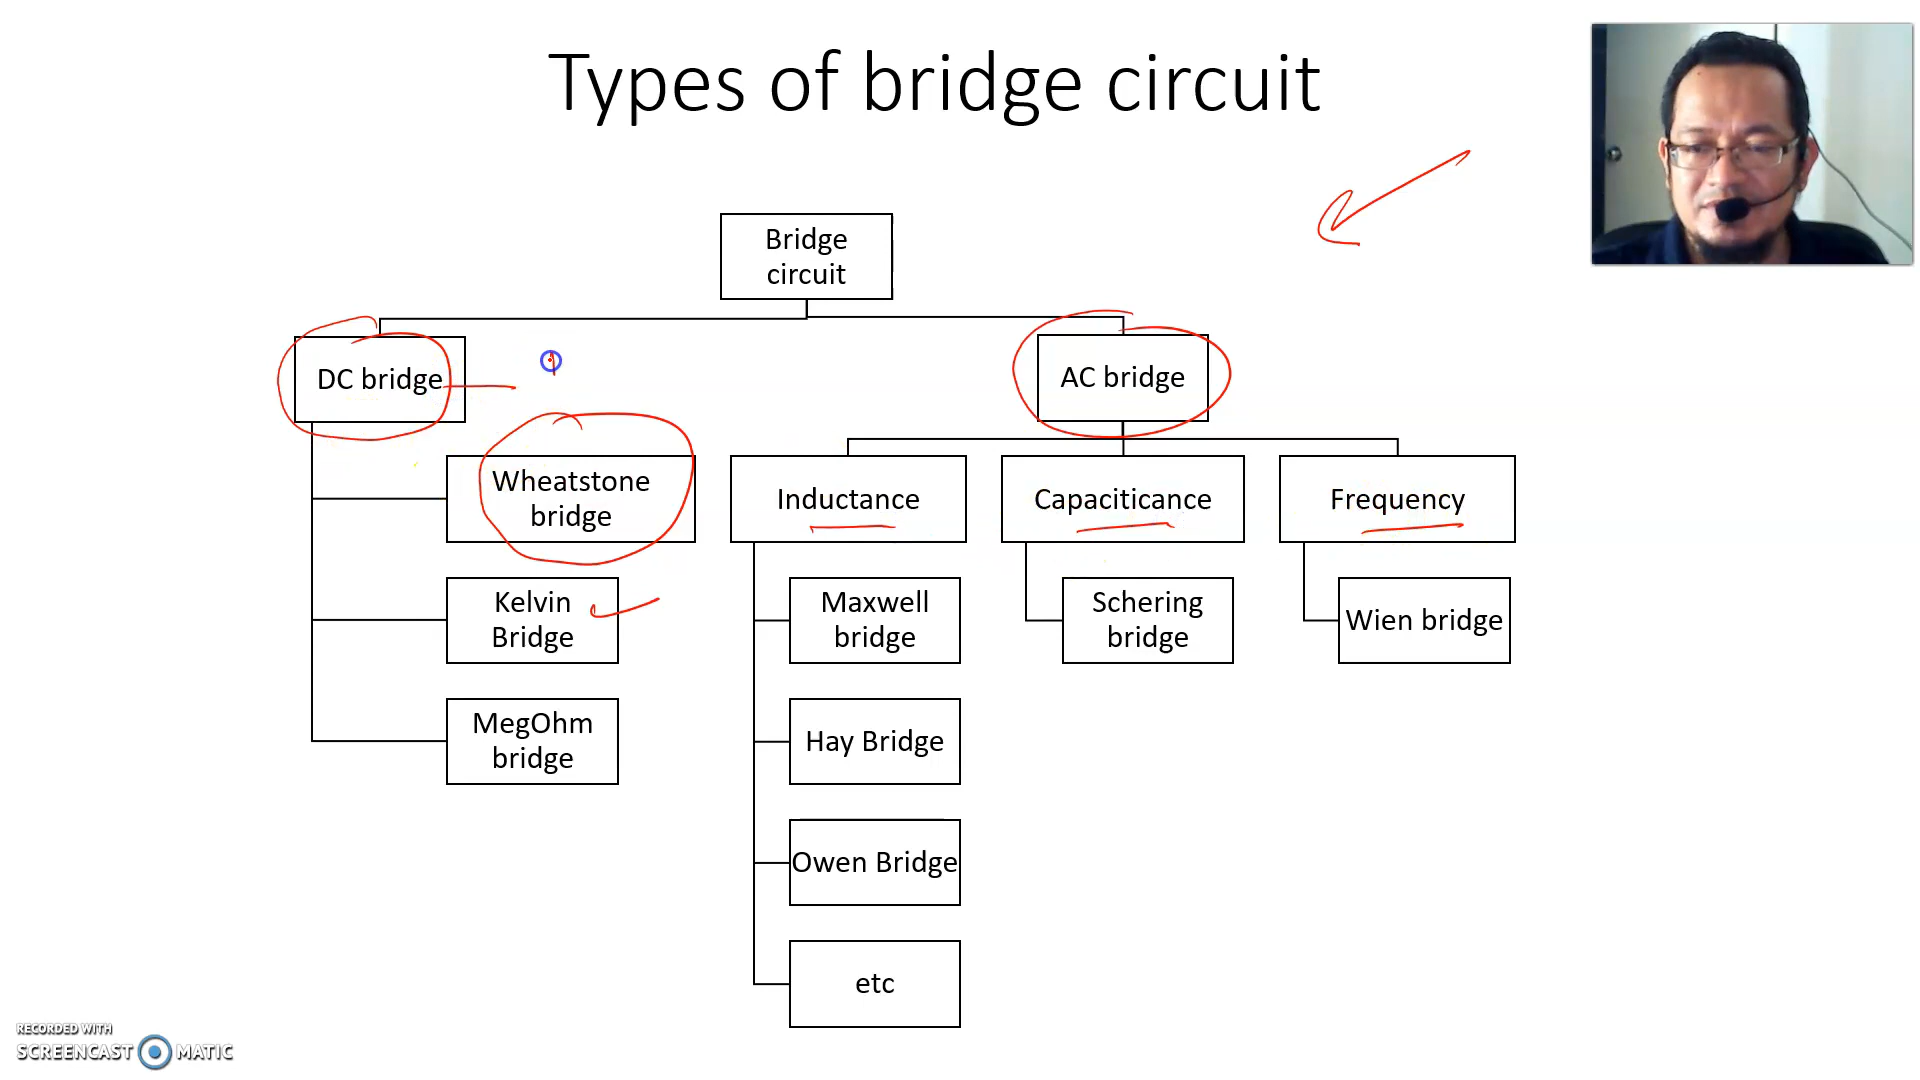 Types of bridge circuit
Bridge
circuit
DC bridge
AC bridge
Wheatstone
bridge
Inductance
Capaciticance
Frequency
Kelvin
Bridge
Maxwell
bridge
Schering
bridge
Wien bridge
MegOhm
bridge
Hay Bridge
Owen Bridge
etc
RECORDED WITH
SCREENCAST MATIC